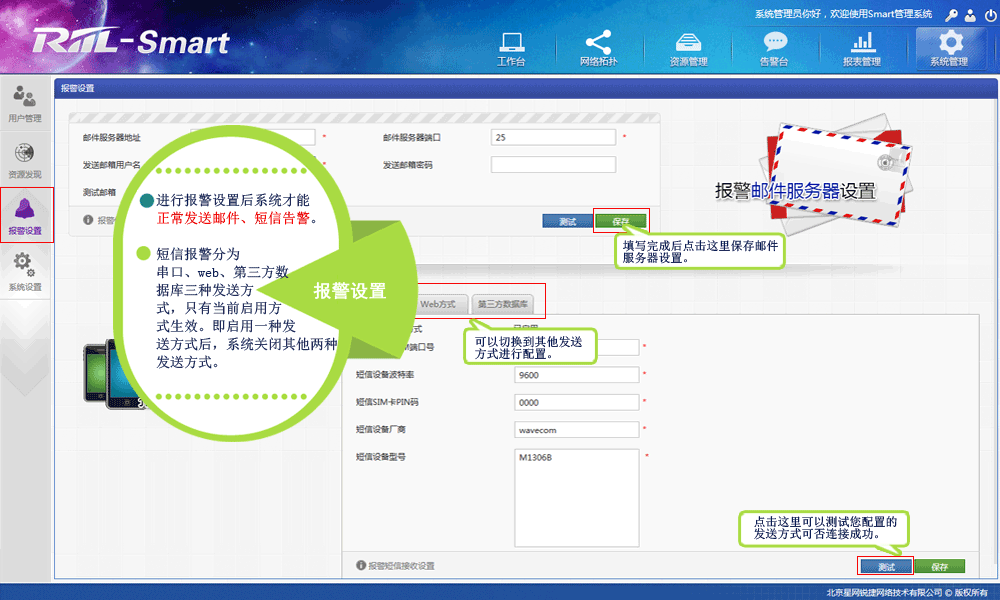 系统管理员你好，欢迎使用Smart管理系统
RIIL-Smart
工作台
网络拓扑
资源管理
告警台
报表管理
系统管理
用户管理
资源发现
报警设置
系统设置
报警设置
邮件服务器地址 *
邮件服务器端口 25 *
发送邮箱用户名 *
发送邮箱密码
测试邮箱
测试
保存
报警邮件服务器设置
填写完成后点击这里保存邮件
服务器设置。
进行报警设置后系统才能
正常发送邮件、短信告警。
短信报警分为
串口、web、第三方数
据库三种发送方
式，只有当前启用方
式生效。即启用一种发
送方式后，系统关闭其他两种
发送方式。
报警设置
Web方式
第三方数据库
可以切换到其他发送
方式进行配置。
端口号 *
短信设备波特率 9600 *
短信SIM卡PIN码 0000 *
短信设备厂商 wavecom *
短信设备型号 M1306B *
点击这里可以测试您配置的
发送方式可否连接成功。
报警短信接收设置
测试
保存
北京星网锐捷网络技术有限公司 © 版权所有